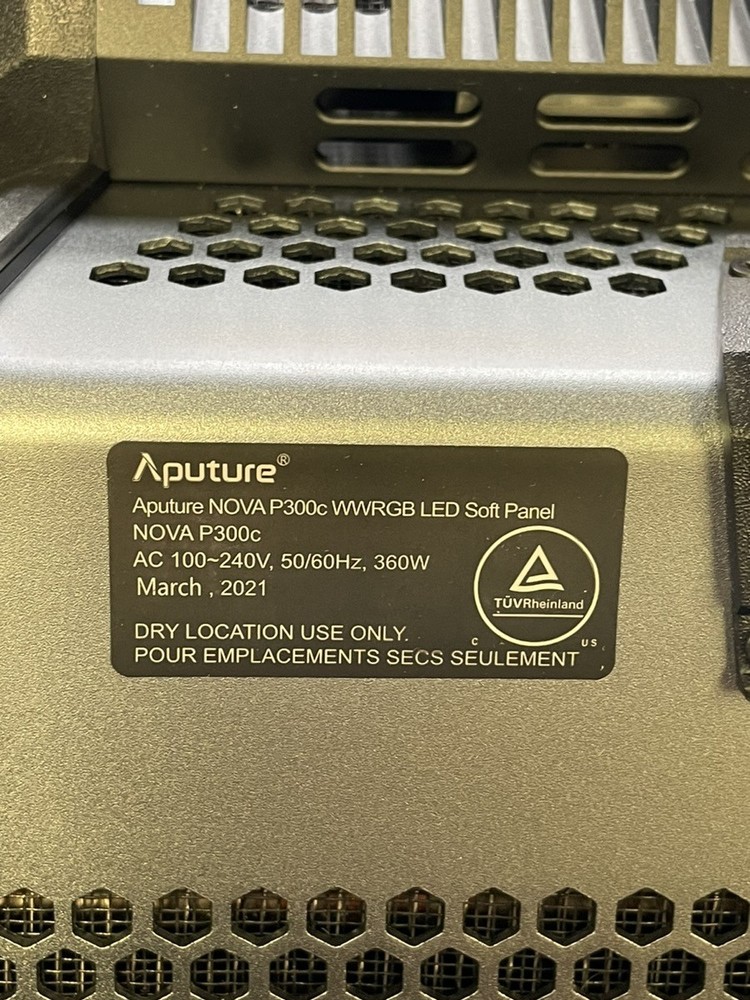 Aputure®
Aputure NOVA P300c WWRGB LED Soft Panel
NOVA P300c
AC 100~240V, 50/60Hz, 360W
March , 2021
TÜVRheinland
C US
DRY LOCATION USE ONLY.
POUR EMPLACEMENTS SECS SEULEMENT